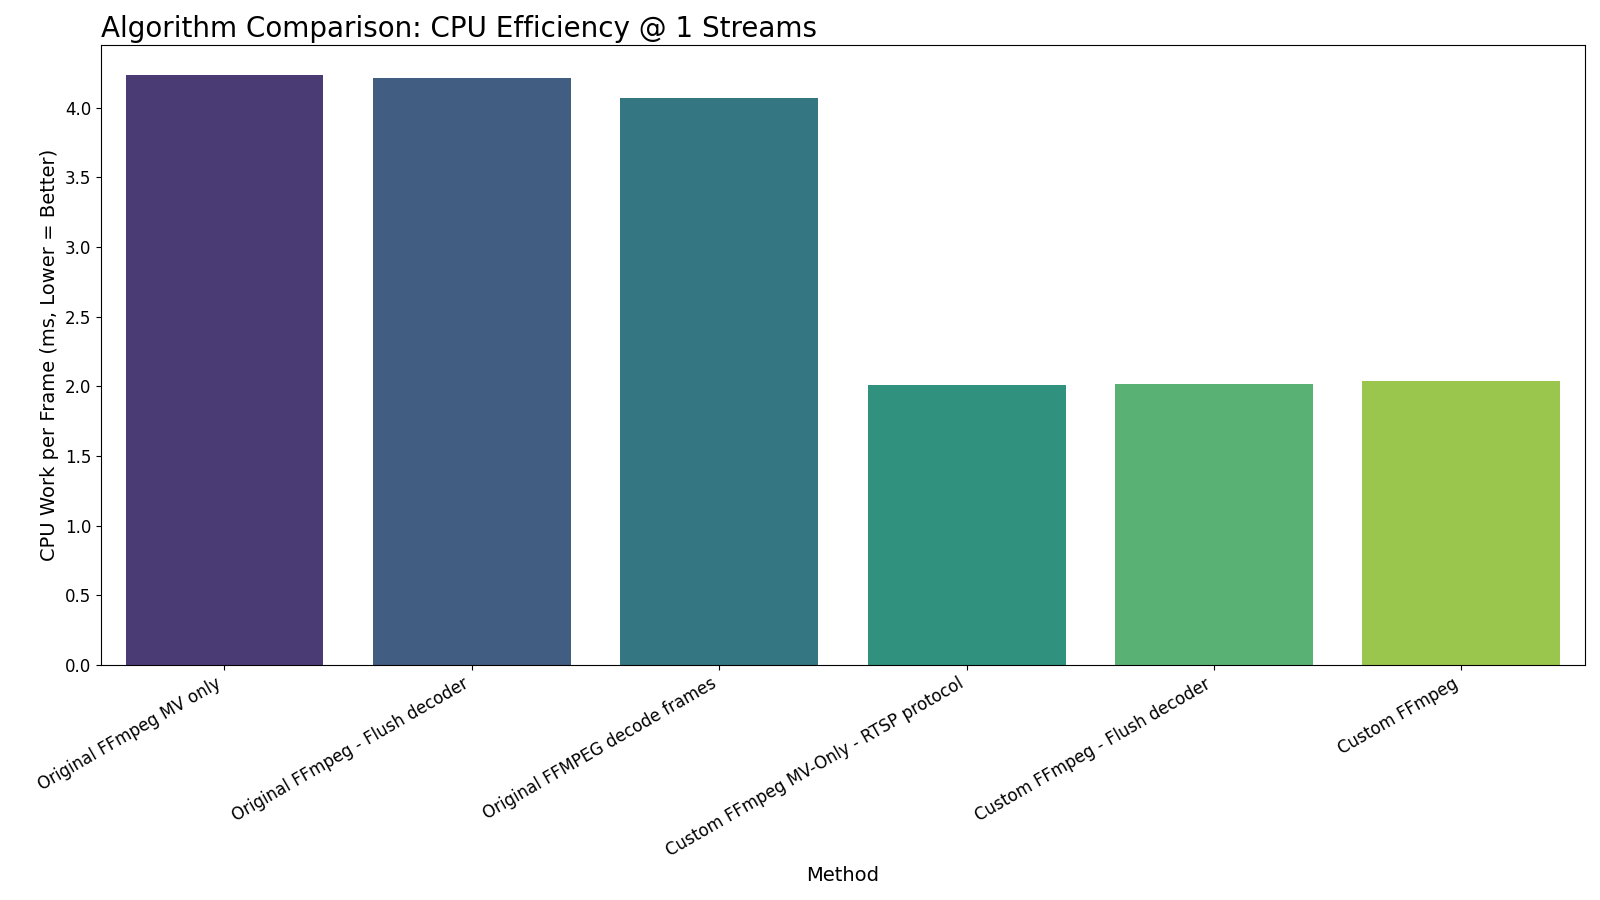 Algorithm Comparison: CPU Efficiency @ 1 Streams
CPU Work per Frame (ms, Lower = Better)
4.0
3.5
3.0
2.5
2.0
1.5
1.0
0.5
0.0
Original FFmpeg MV only
Original FFmpeg - Flush decoder
Original FFMPEG decode frames
Custom FFmpeg MV-Only - RTSP protocol
Custom FFmpeg - Flush decoder
Custom FFmpeg
Method